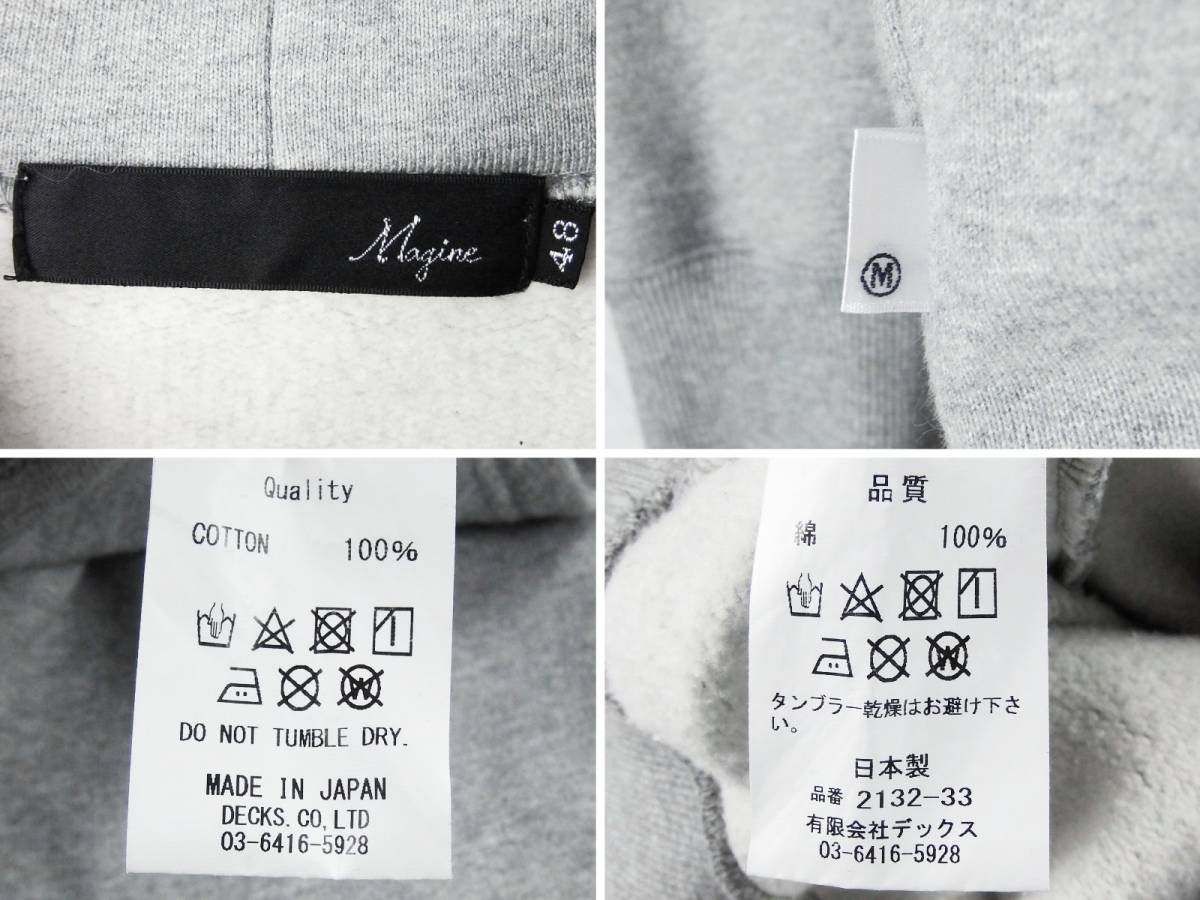 Magine
48
M
Quality
COTTON 100%
DO NOT TUMBLE DRY.
MADE IN JAPAN
DECKS.CO,LTD
03-6416-5928
品質
綿 100%
タンブラー乾燥はお避け下さ
い。
日本製
品番 2132-33
有限会社デックス
03-6416-5928